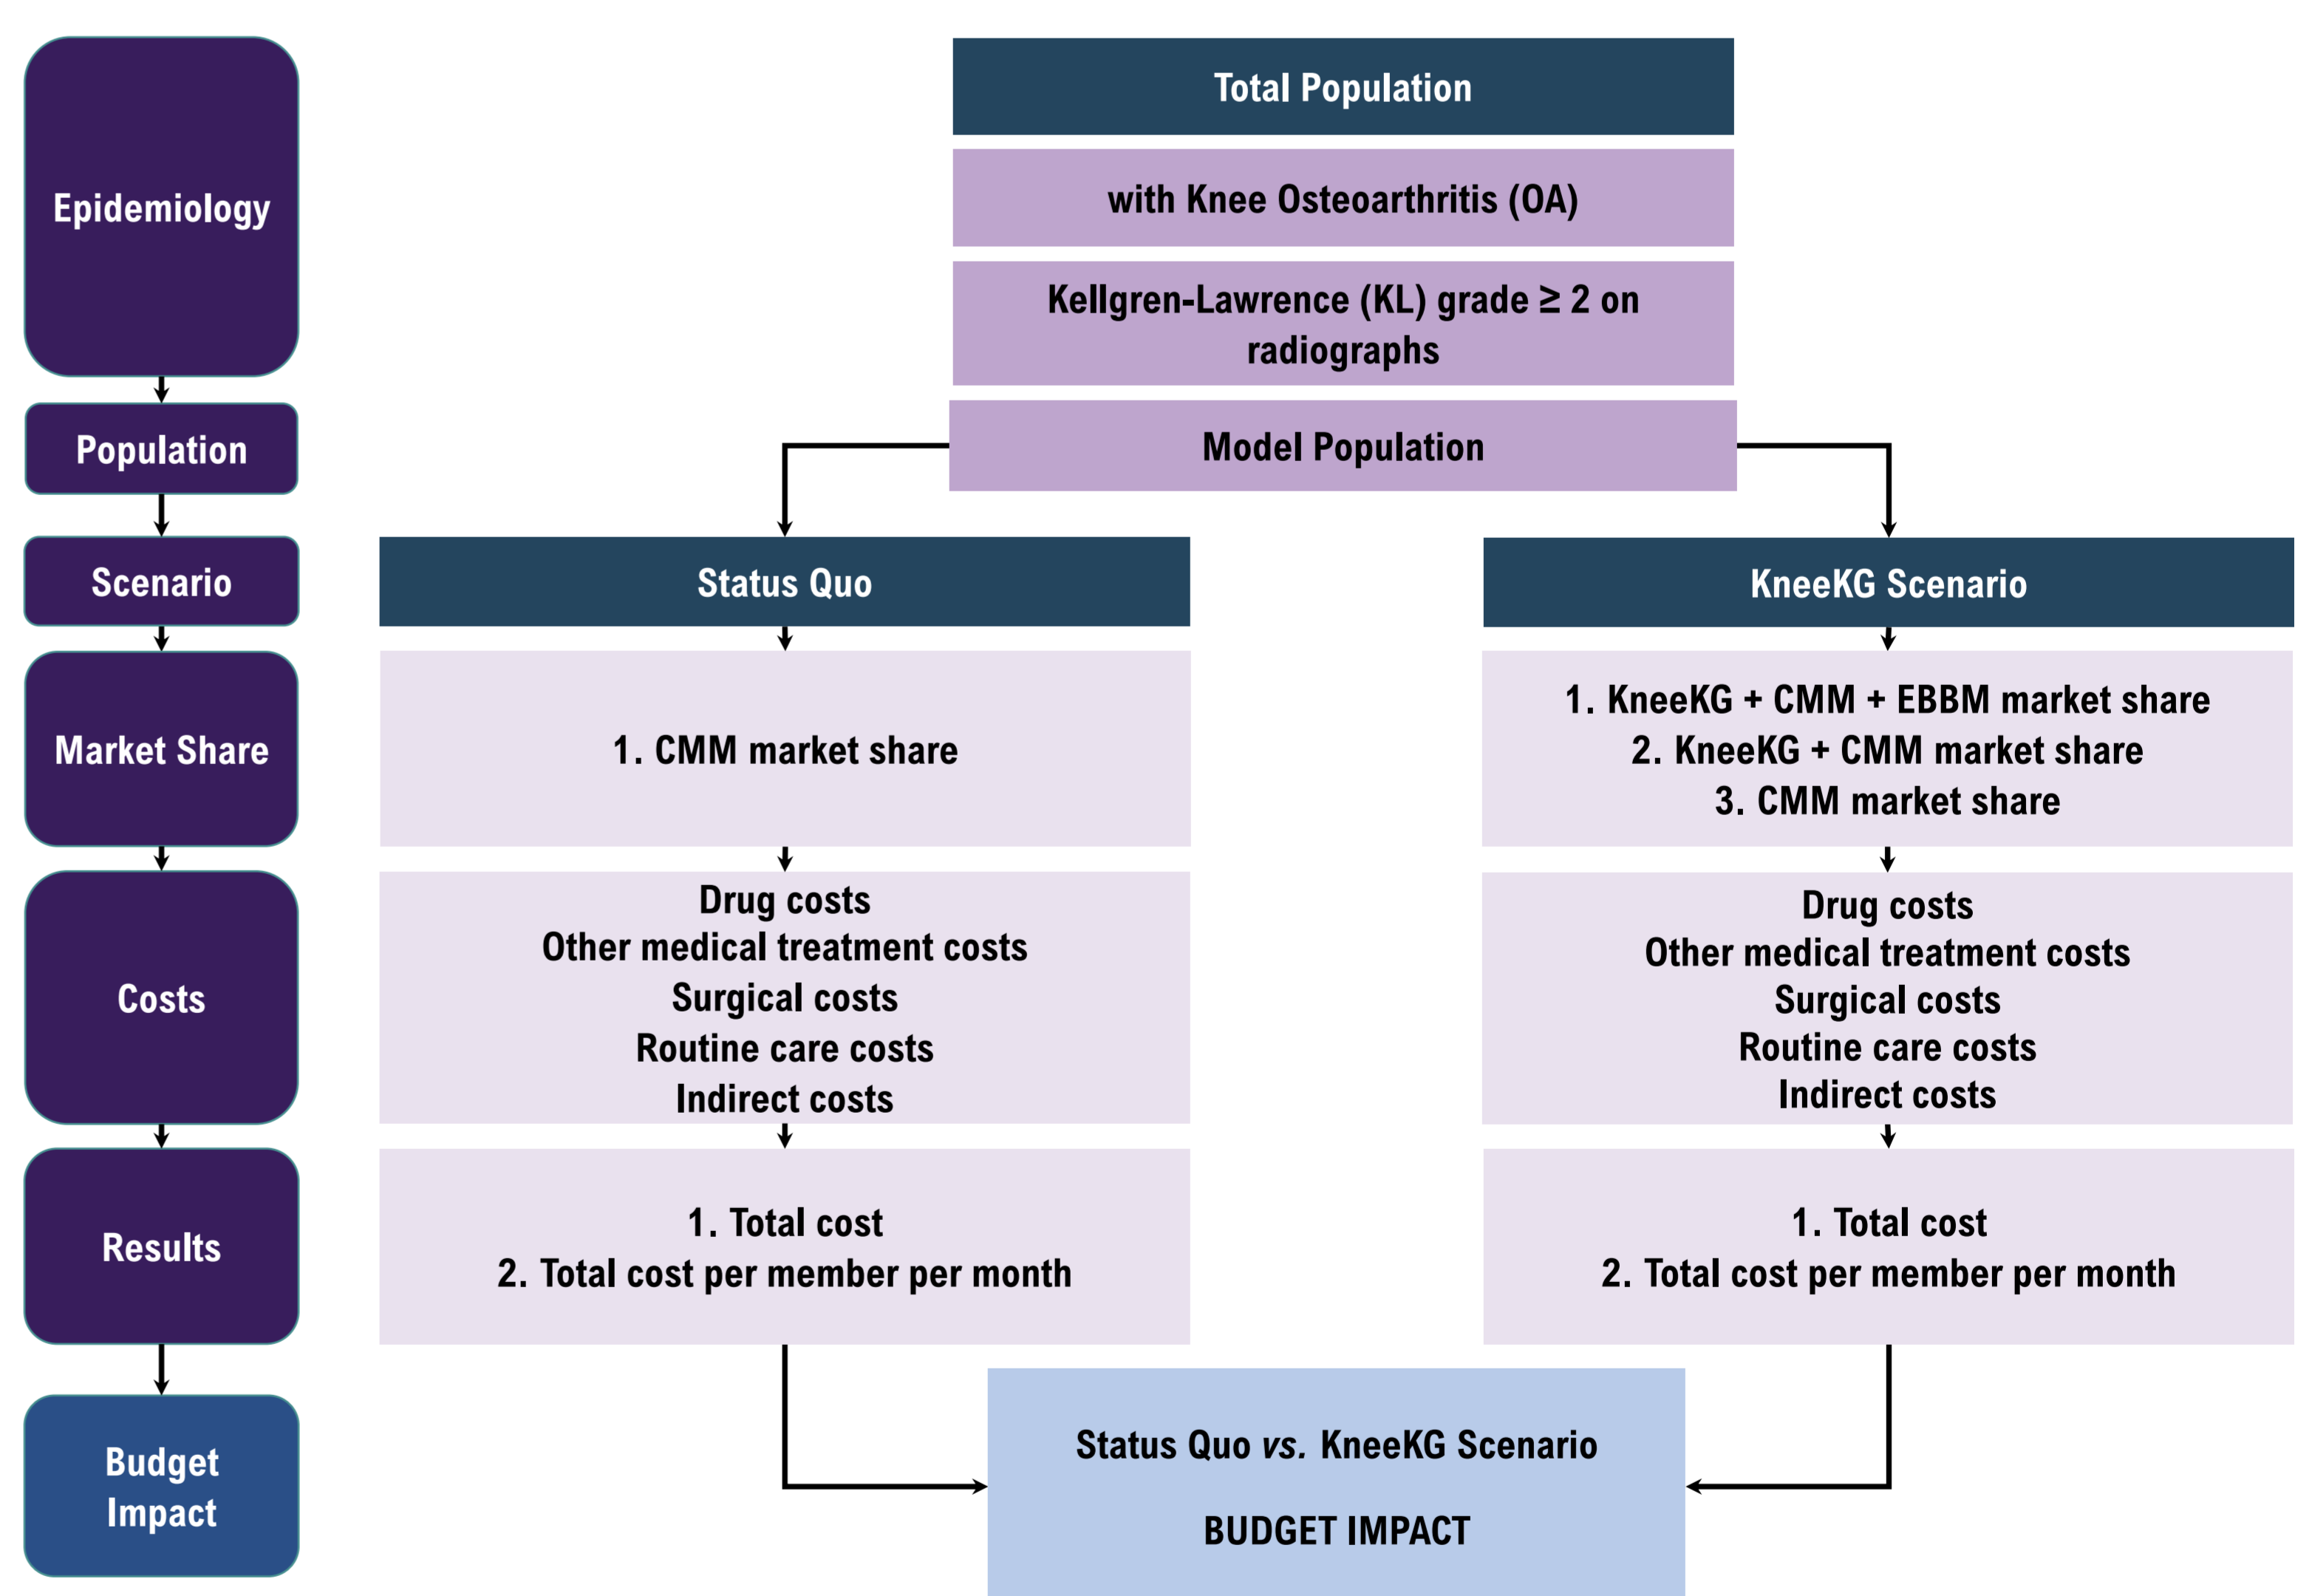 Epidemiology
Total Population
with Knee Osteoarthritis (OA)
Kellgren-Lawrence (KL) grade ≥ 2 on
radiographs
Population
Model Population
Scenario
Status Quo
KneeKG Scenario
Market Share
1. CMM market share
1. KneeKG + CMM + EBBM market share
2. KneeKG + CMM market share
3. CMM market share
Costs
Drug costs
Other medical treatment costs
Surgical costs
Routine care costs
Indirect costs
Drug costs
Other medical treatment costs
Surgical costs
Routine care costs
Indirect costs
Results
1. Total cost
2. Total cost per member per month
1. Total cost
2. Total cost per member per month
Budget
Impact
Status Quo vs. KneeKG Scenario
BUDGET IMPACT